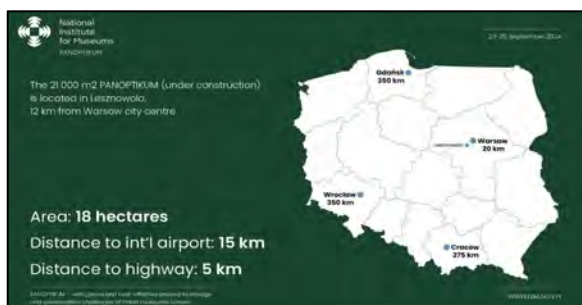 National
Institute
for Museums
PANOPTIKUM
23-25 September 2024
The 21 000 m2 PANOPTIKUM (under construction)
is located in Lesznowola,
12 km from Warsaw city centre
Gdańsk
350 km
Warsaw
20 km
Wrocław
350 km
Cracow
275 km
Area: 18 hectares
Distance to int'l airport: 15 km
Distance to highway: 5 km